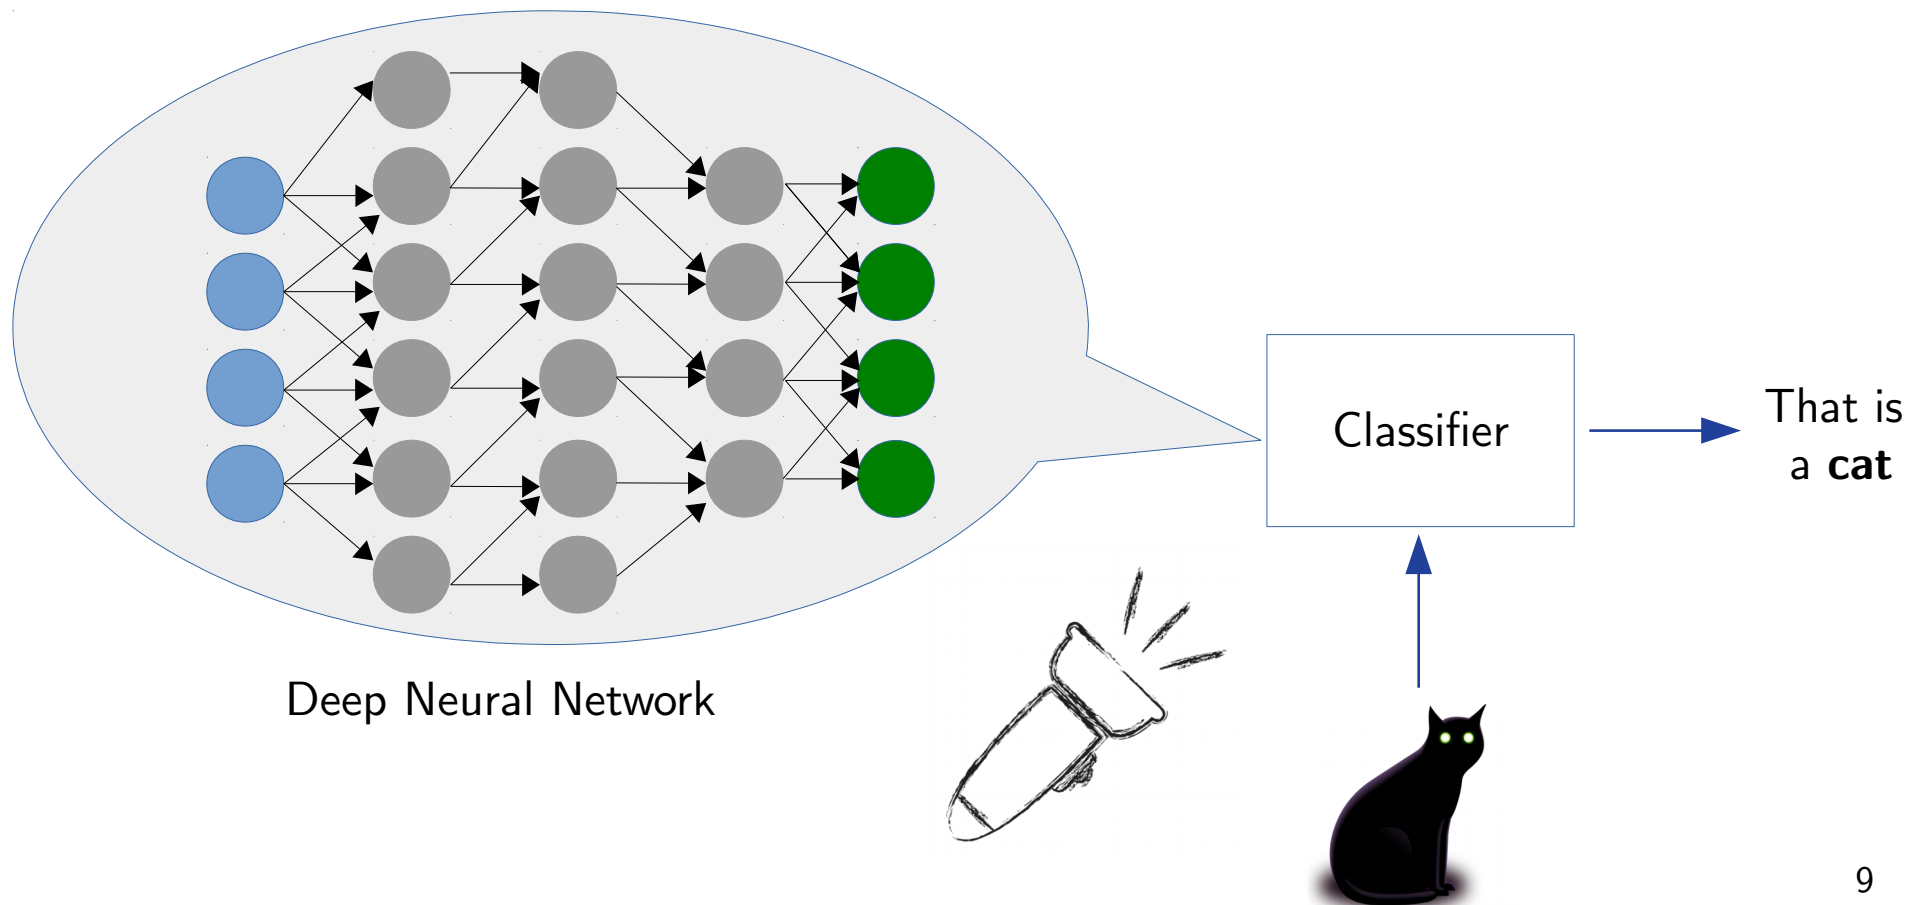 Deep Neural Network
Classifier
That is
a cat
9